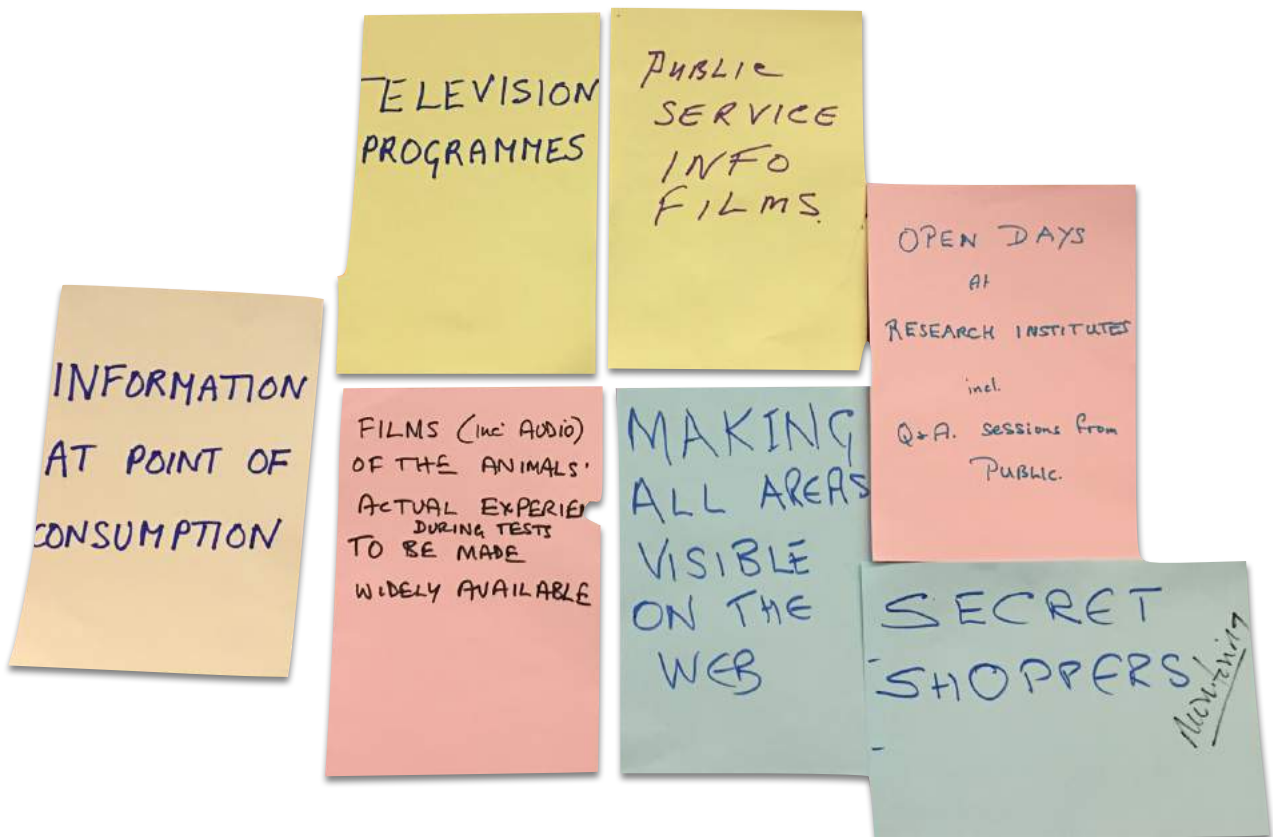 TELEVISION
PROGRAMMES
PUBLIC
SERVICE
INFO
FILMS.
OPEN DAYS
At
RESEARCH INSTITUTES
incl.
Q+A. sessions from
PUBLIC.
INFORMATION
AT POINT OF
CONSUMPTION
FILMS (inc AUDIO)
OF THE ANIMALS'
ACTUAL
DURING TESTS
TO BE MADE
WIDELY AVAILABLE
MAKING
ALL AREAS
VISIBLE
ON THE
WEB
SECRET
SHOPPERS
Monitoring